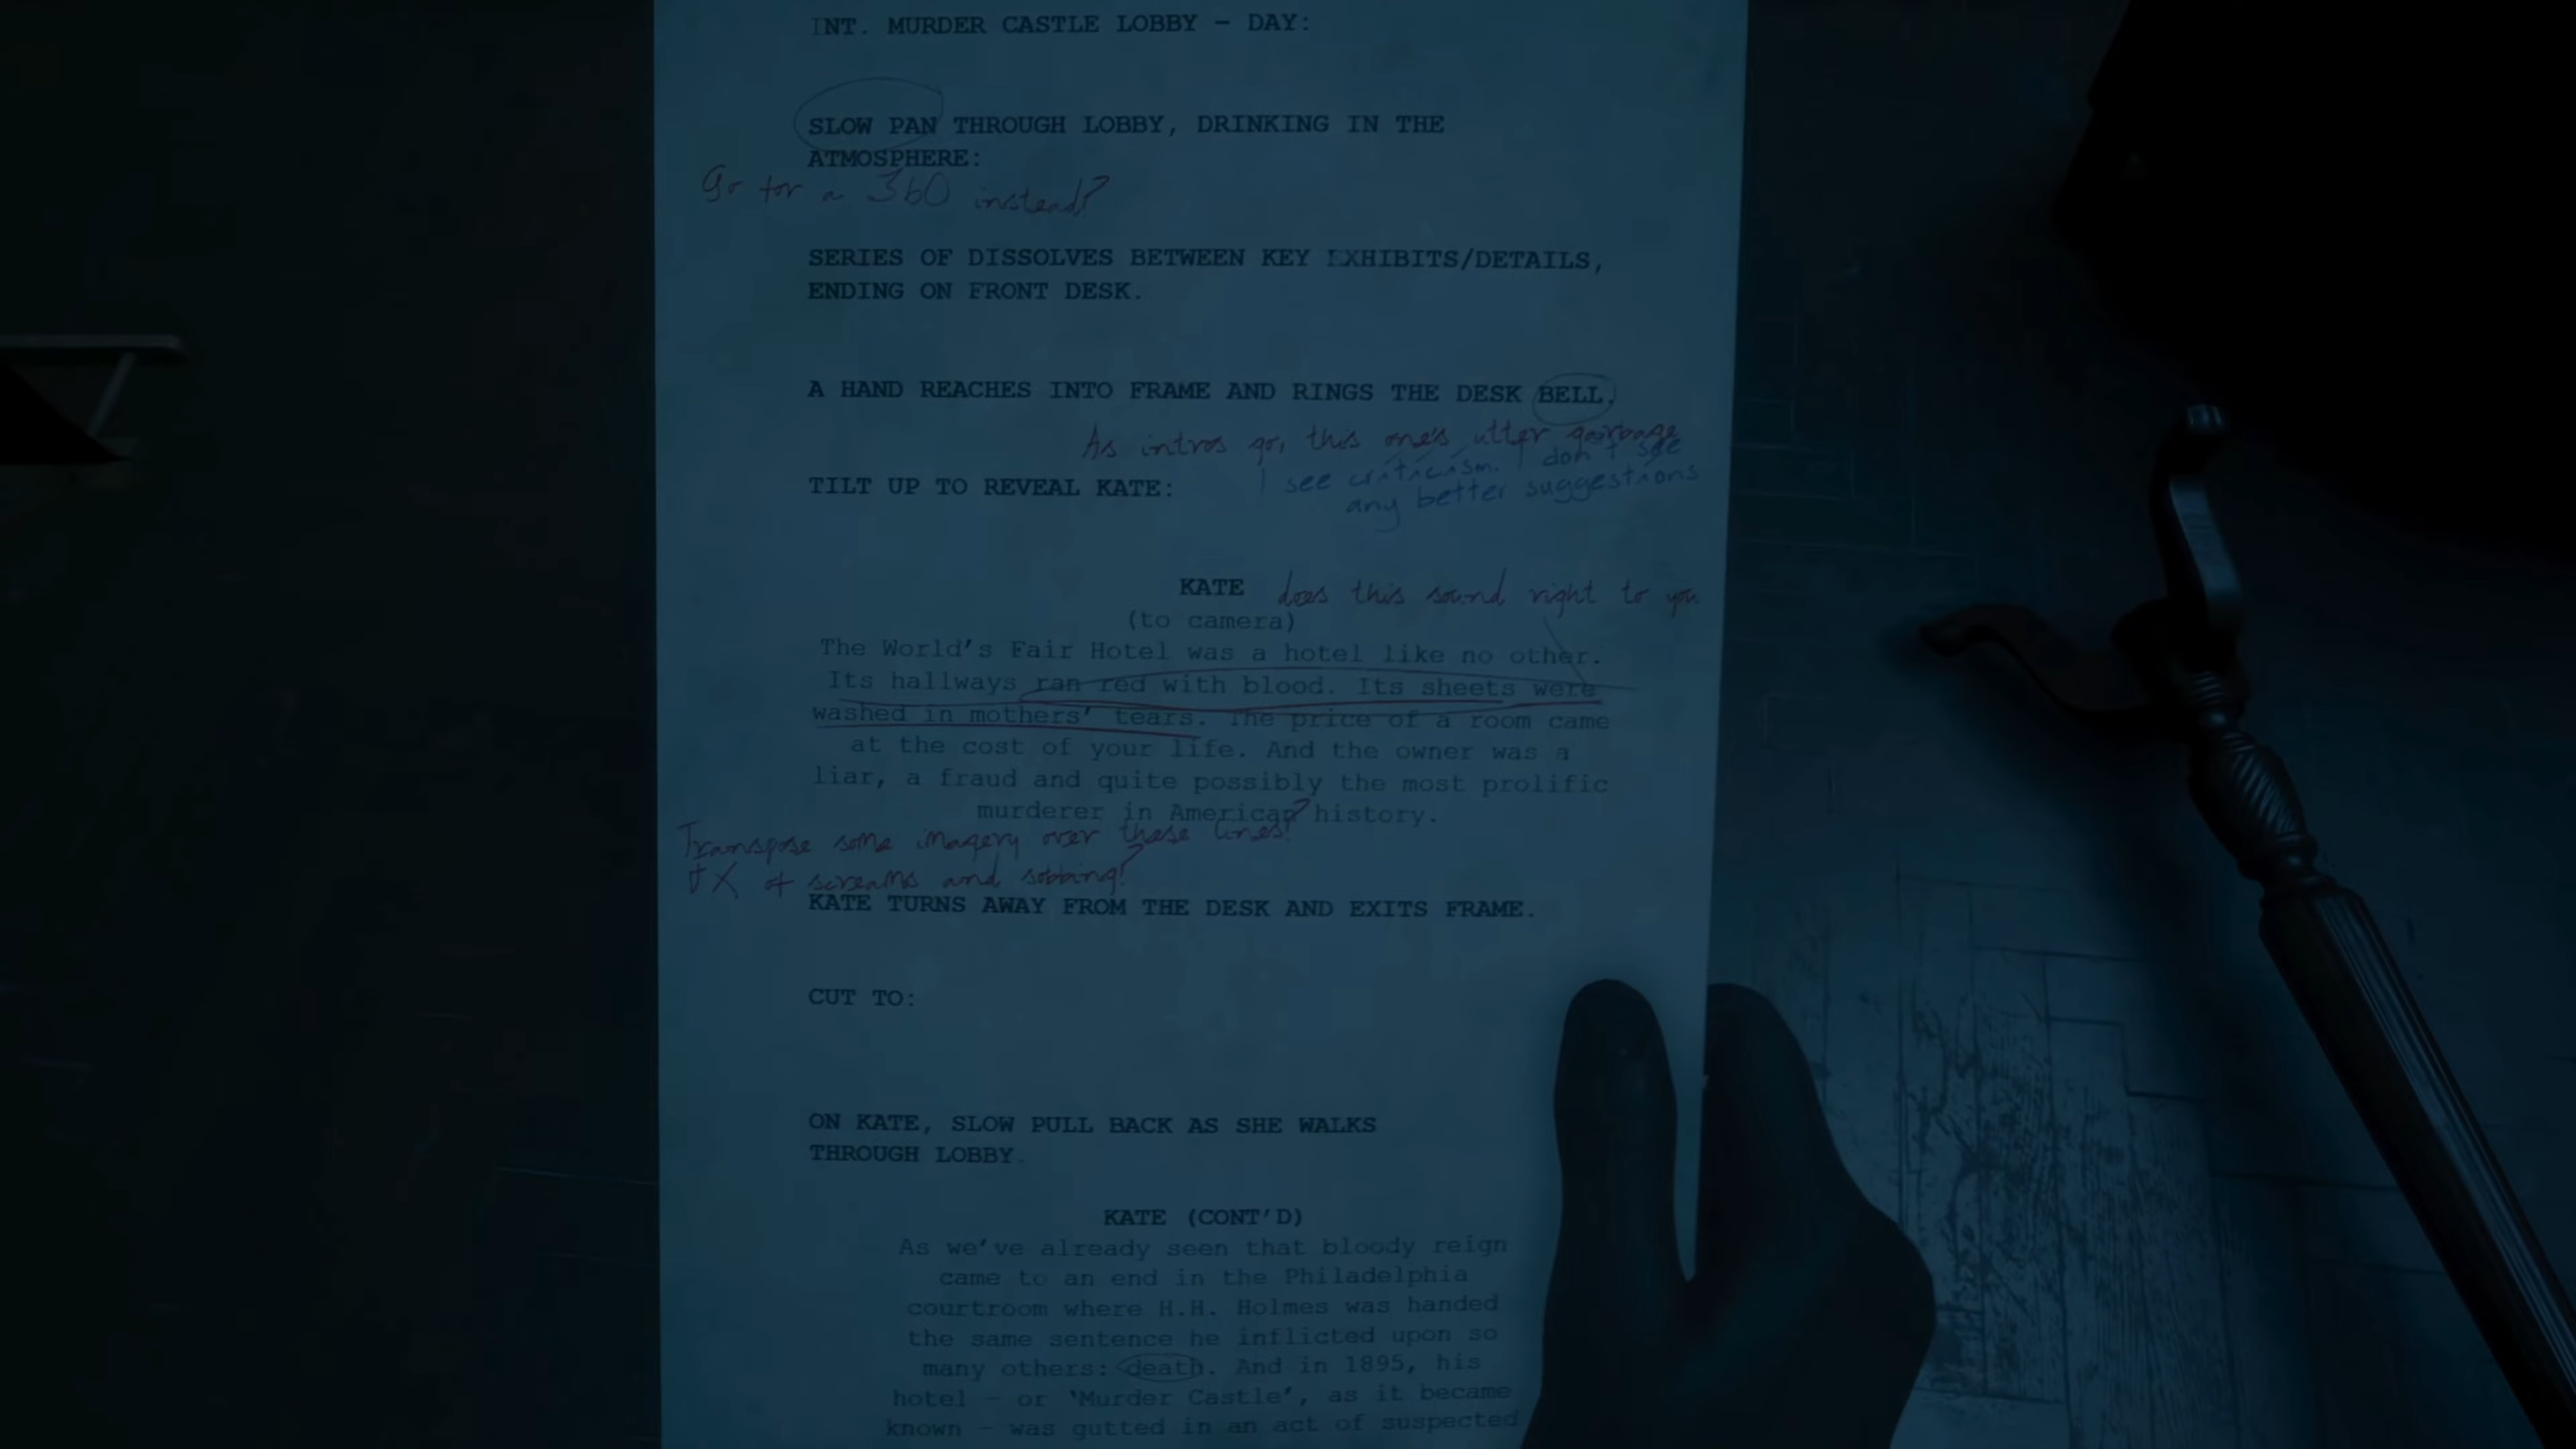 INT. MURDER CASTLE LOBBY – DAY:
SLOW PAN THROUGH LOBBY, DRINKING IN THE
ATMOSPHERE:
Go for a 360 instead?
SERIES OF DISSOLVES BETWEEN KEY EXHIBITS/DETAILS,
ENDING ON FRONT DESK.
A HAND REACHES INTO FRAME AND RINGS THE DESK BELL.
As intros go, this one's utter garbage
I see criticism. I don't see
any better suggestions
TILT UP TO REVEAL KATE:
KATE does this sound right to you
(to camera)
The World's Fair Hotel was a hotel like no other.
Its hallways ran red with blood. Its sheets were
washed in mothers' tears. The price of a room came
at the cost of your life. And the owner was a
liar, a fraud and quite possibly the most prolific
murderer in American history.
Transpose some imagery over these lines?
FX of screams and sobbing?
KATE TURNS AWAY FROM THE DESK AND EXITS FRAME.
CUT TO:
ON KATE, SLOW PULL BACK AS SHE WALKS
THROUGH LOBBY.
KATE (CONT'D)
As we've already seen that bloody reign
came to an end in the Philadelphia
courtroom where H.H. Holmes was handed
the same sentence he inflicted upon so
many others: death. And in 1895, his
hotel – or 'Murder Castle', as it became
known – was gutted in an act of suspected